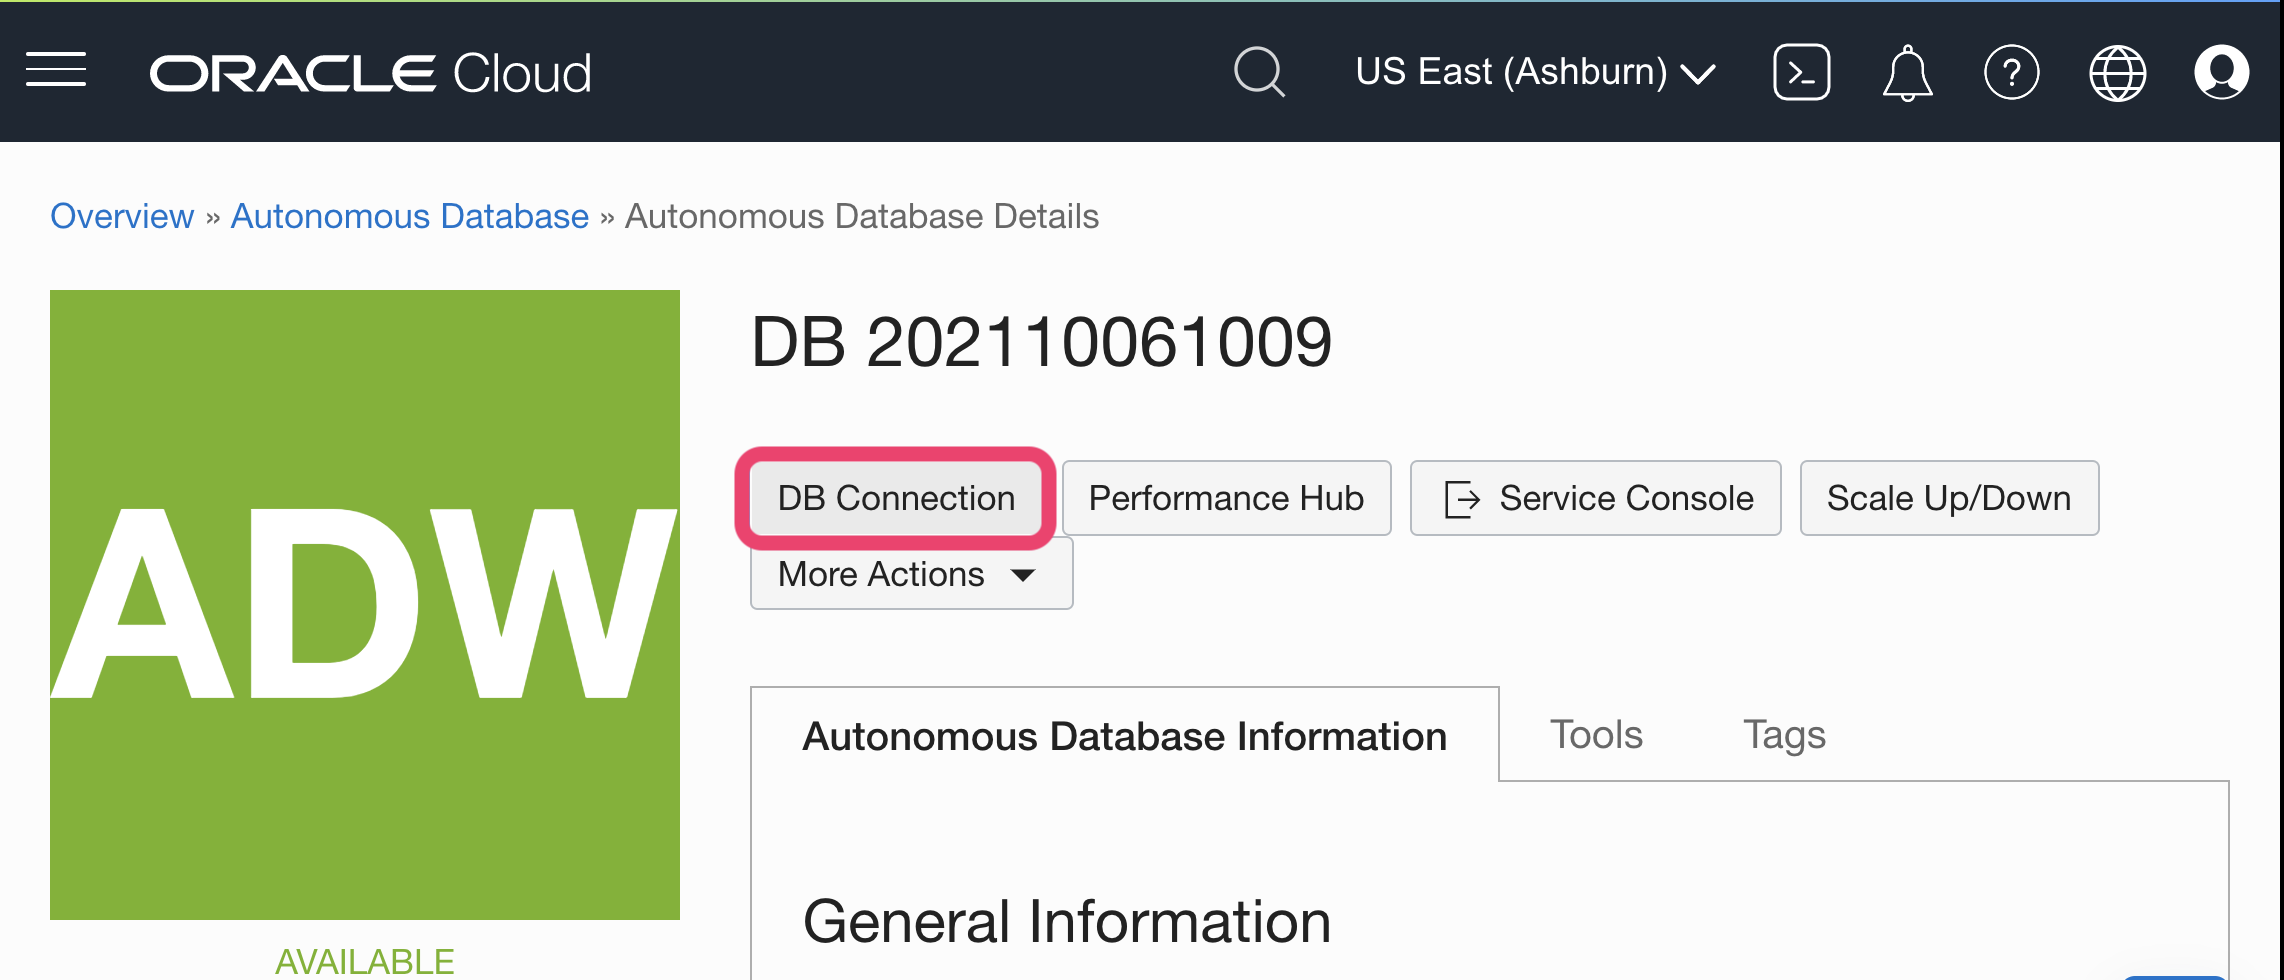 ORACLE Cloud
US East (Ashburn)
Overview » Autonomous Database » Autonomous Database Details
ADW
AVAILABLE
DB 202110061009
DB Connection
Performance Hub
Service Console
Scale Up/Down
More Actions
Autonomous Database Information
Tools
Tags
General Information